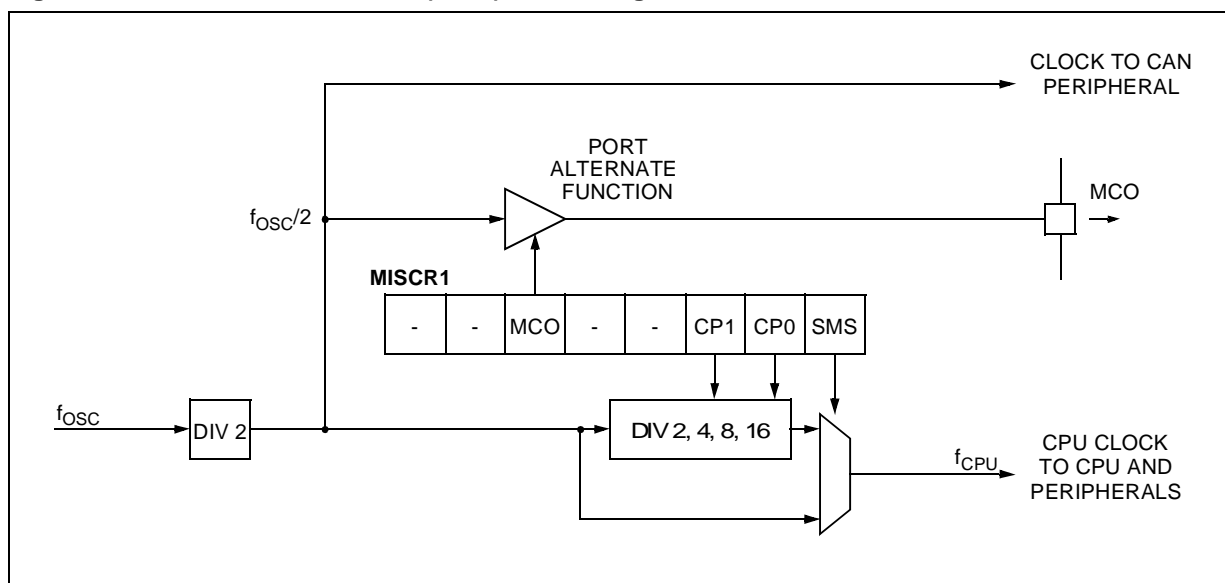 CLOCK TO CAN
PERIPHERAL
PORT
ALTERNATE
FUNCTION
fOSC/2
MCO
MISCR1
- - MCO - - CP1 CP0 SMS
fOSC
DIV 2
DIV 2, 4, 8, 16
fCPU
CPU CLOCK
TO CPU AND
PERIPHERALS